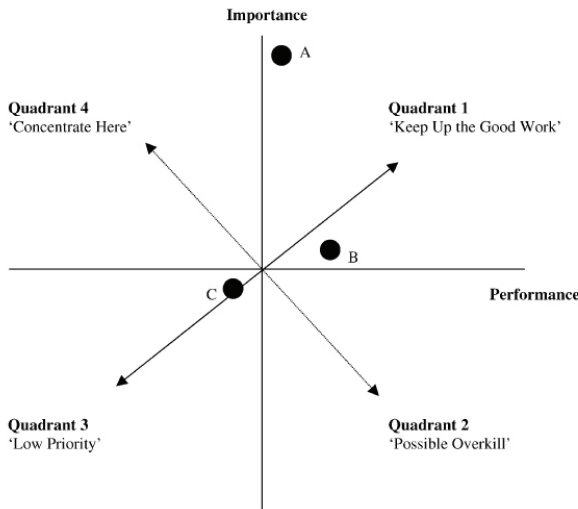 Importance
A
Quadrant 4
'Concentrate Here'
Quadrant 1
'Keep Up the Good Work'
B
C
Performance
Quadrant 3
'Low Priority'
Quadrant 2
'Possible Overkill'